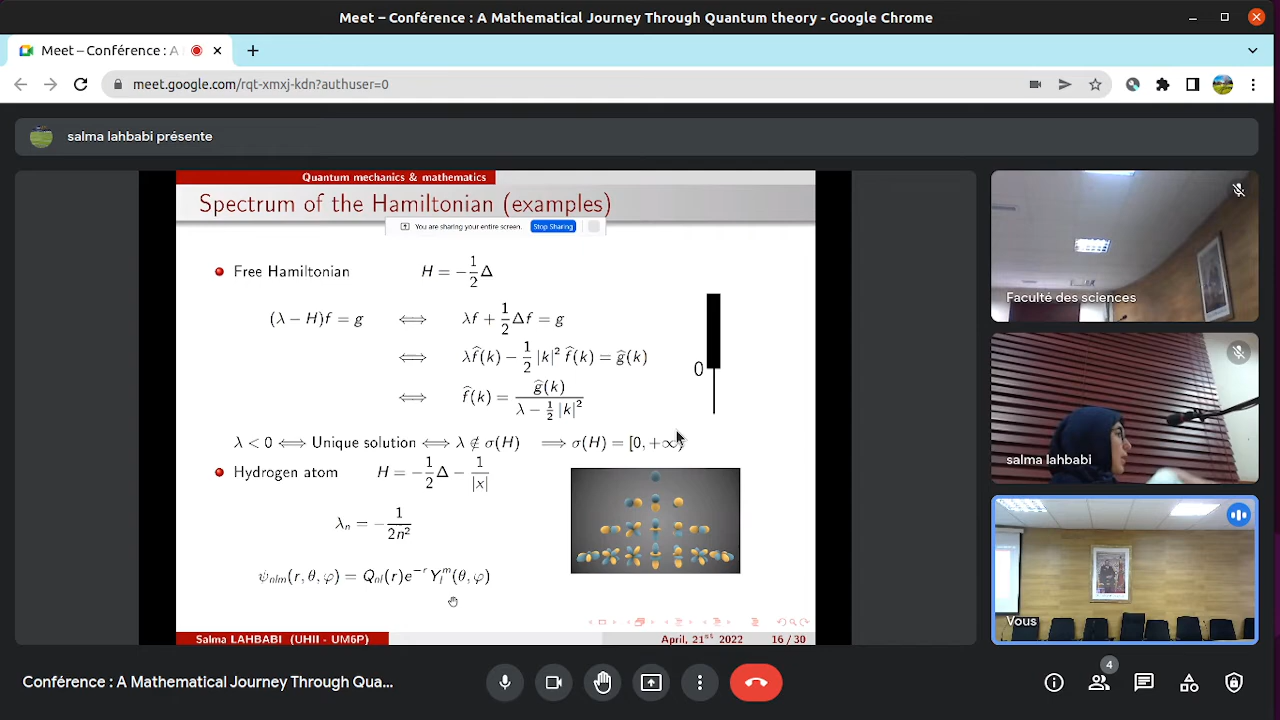 Meet – Conférence : A Mathematical Journey Through Quantum theory - Google Chrome
Meet – Conférence : A
meet.google.com/rqt-xmxj-kdn?authuser=0
salma lahbabi présente
Quantum mechanics & mathematics
Spectrum of the Hamiltonian (examples)
You are sharing your entire screen. Stop Sharing
Free Hamiltonian H = −1/2 Δ
(λ − H)f = g ⟺ λf + 1/2 Δf = g
⟺ λf̂(k) − 1/2 |k|² f̂(k) = ĝ(k)
⟺ f̂(k) = ĝ(k) / (λ − 1/2 |k|²)
0
λ < 0 ⟺ Unique solution ⟺ λ ∉ σ(H) ⟹ σ(H) = [0, +∞)
Hydrogen atom H = −1/2 Δ − 1/|x|
λₙ = − 1/2n²
ψₙₗₘ(r, θ, φ) = Qₙₗ(r)e⁻ʳ Yₗᵐ(θ, φ)
Salma LAHBABI (UHII - UM6P) April, 21ˢᵗ 2022 16 / 30
Faculté des sciences
salma lahbabi
Vous
Conférence : A Mathematical Journey Through Qua...
4